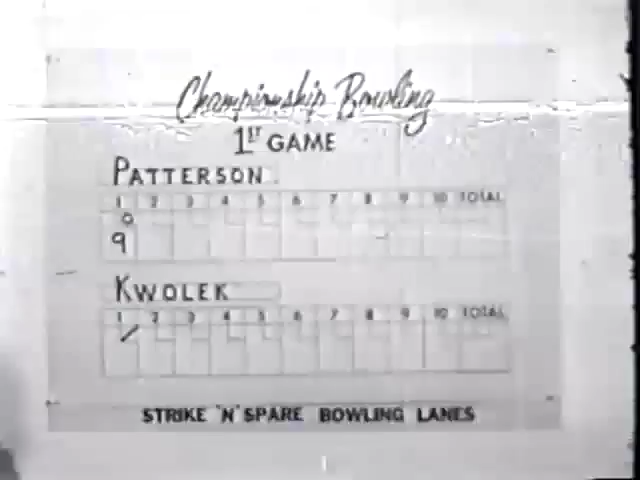 Championship Bowling
1ST GAME
PATTERSON
1 2 3 4 5 6 7 8 9 10 TOTAL
0
9
KWOLEK
1 2 3 4 5 6 7 8 9 10 TOTAL
/
STRIKE 'N' SPARE BOWLING LANES